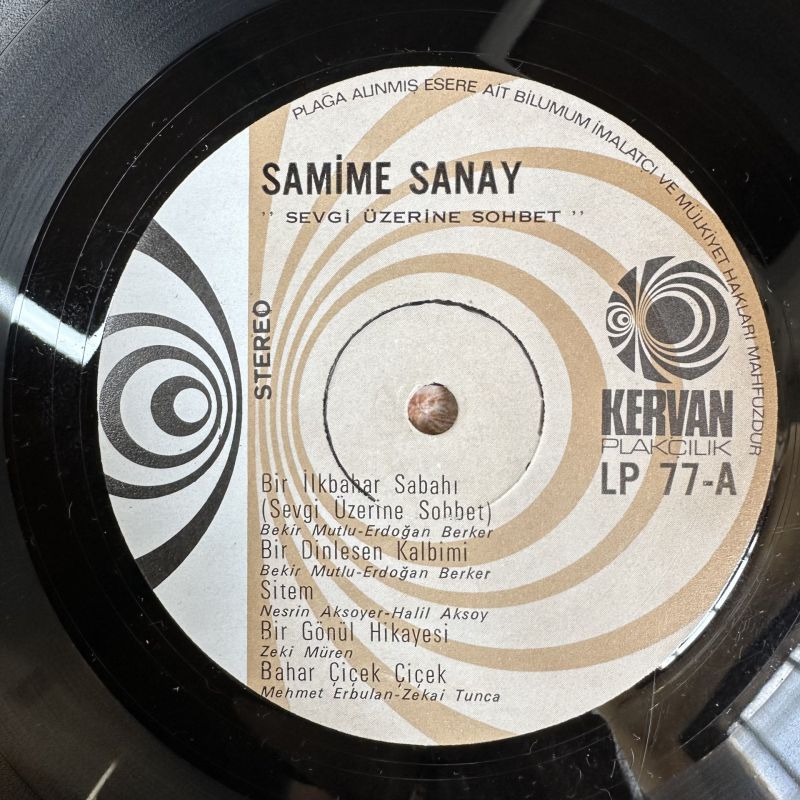 PLAĞA ALINMIŞ ESERE AİT BİLUMUM İMALATCI VE MÜLKİYET HAKLARI MAHFUZDUR
SAMİME SANAY
'' SEVGİ ÜZERİNE SOHBET ''
STEREO
KERVAN
PLAKCILIK
LP 77-A
Bir İlkbahar Sabahı
(Sevgi Üzerine Sohbet)
Bekir Mutlu-Erdoğan Berker
Bir Dinlesen Kalbimi
Bekir Mutlu-Erdoğan Berker
Sitem
Nesrin Aksoyer-Halil Aksoy
Bir Gönül Hikayesi
Zeki Müren
Bahar Çiçek Çiçek
Mehmet Erbulan-Zekai Tunca